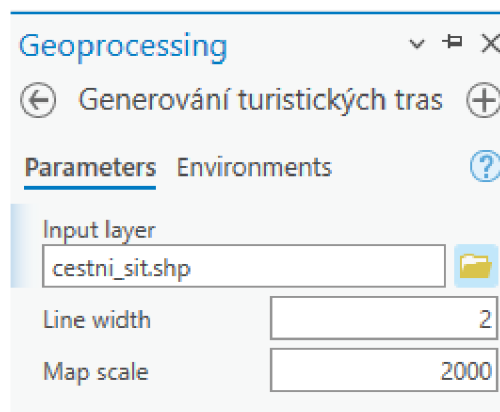 Geoprocessing
Generování turistických tras
Parameters Environments
Input layer
cestni_sit.shp
Line width 2
Map scale 2000